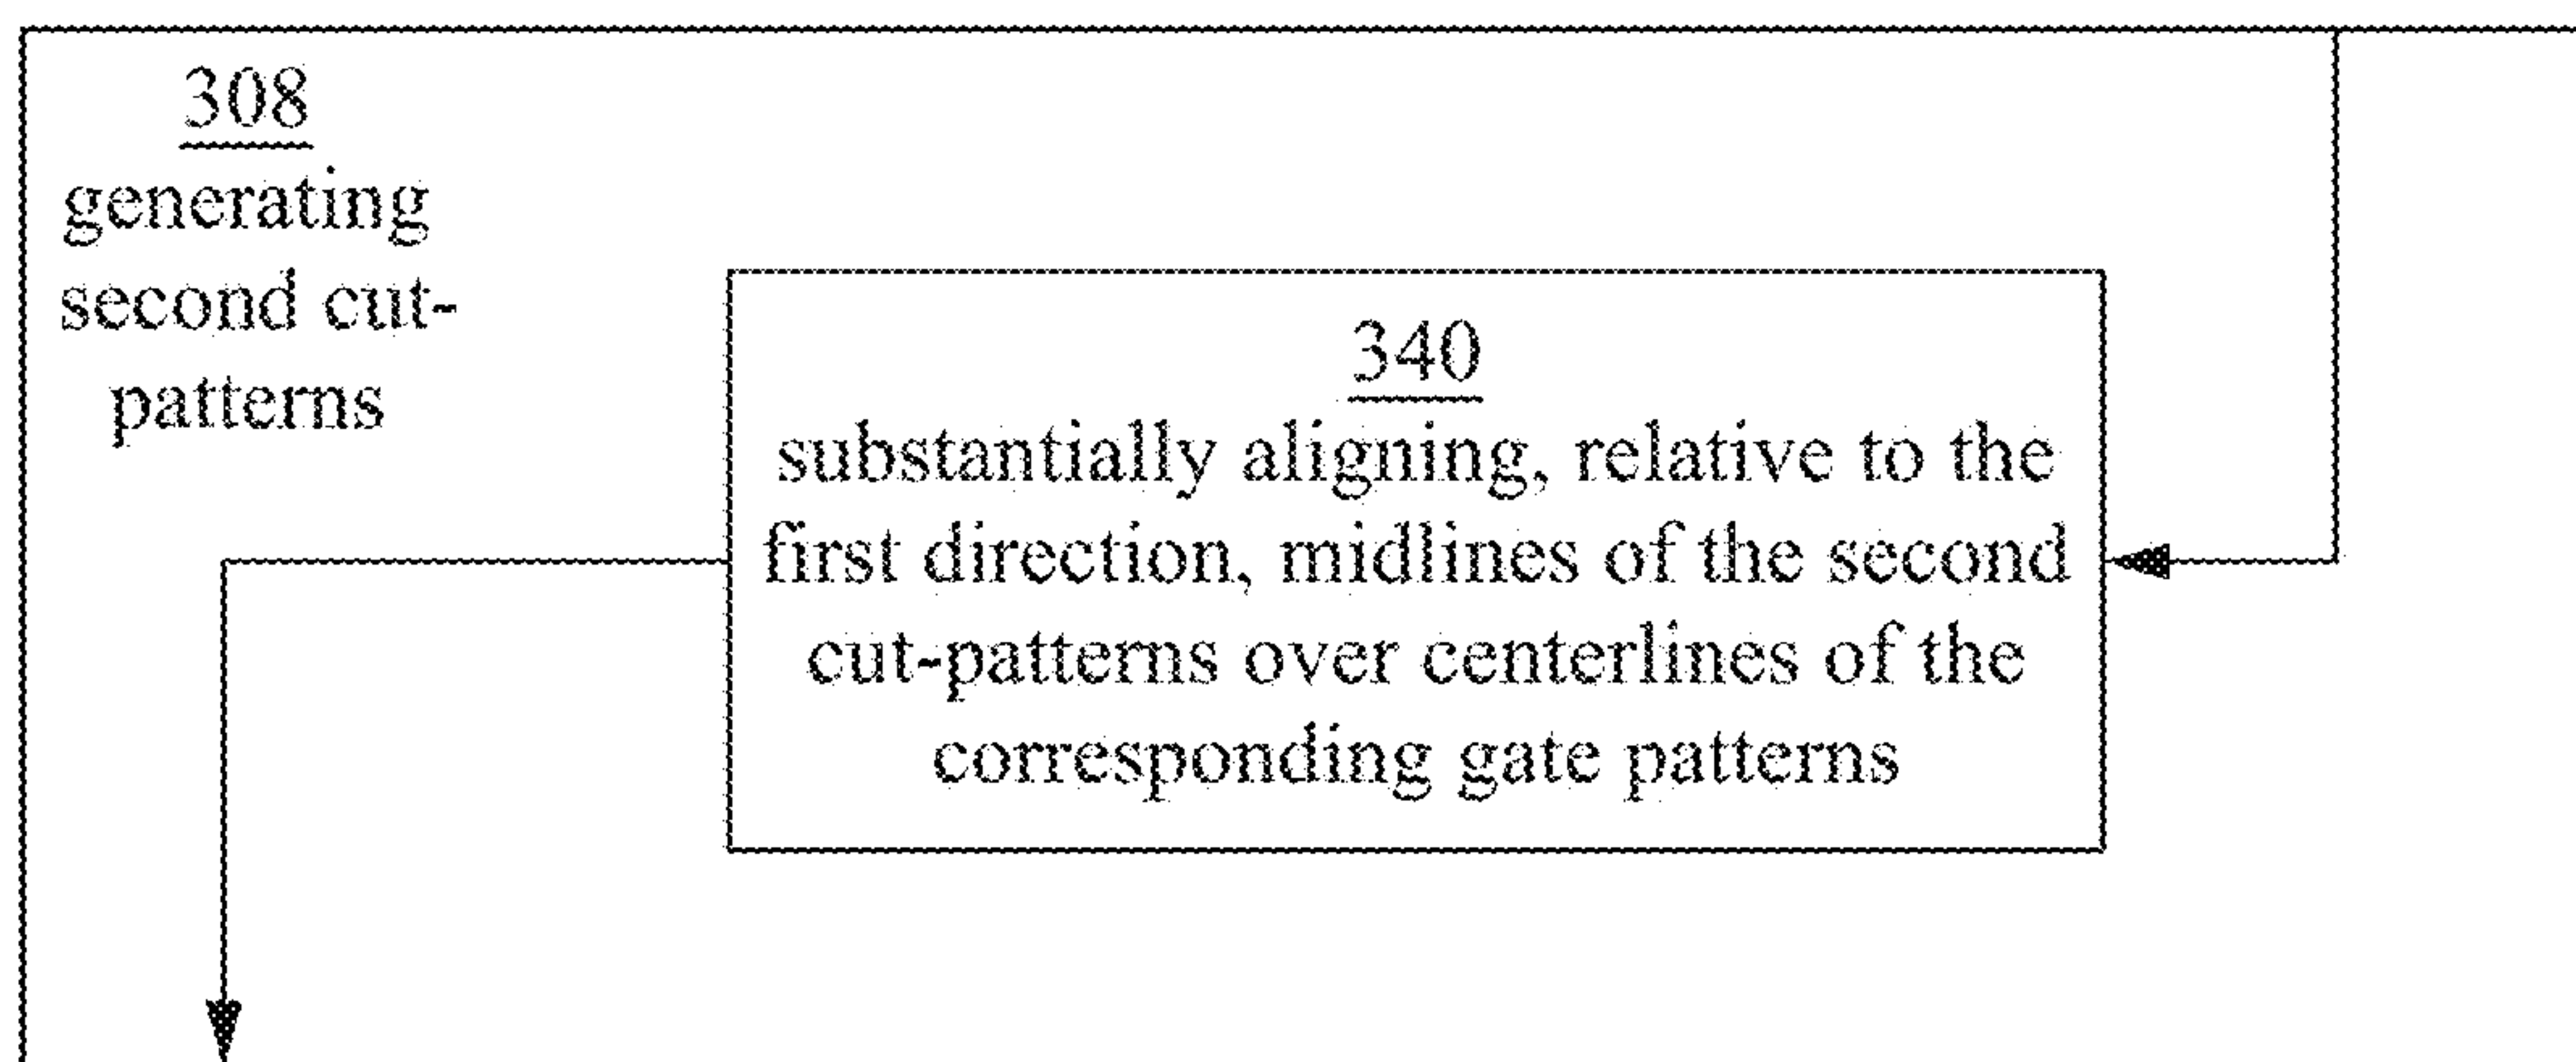 308
generating
second cut-
patterns
340
substantially aligning, relative to the
first direction, midlines of the second
cut-patterns over centerlines of the
corresponding gate patterns